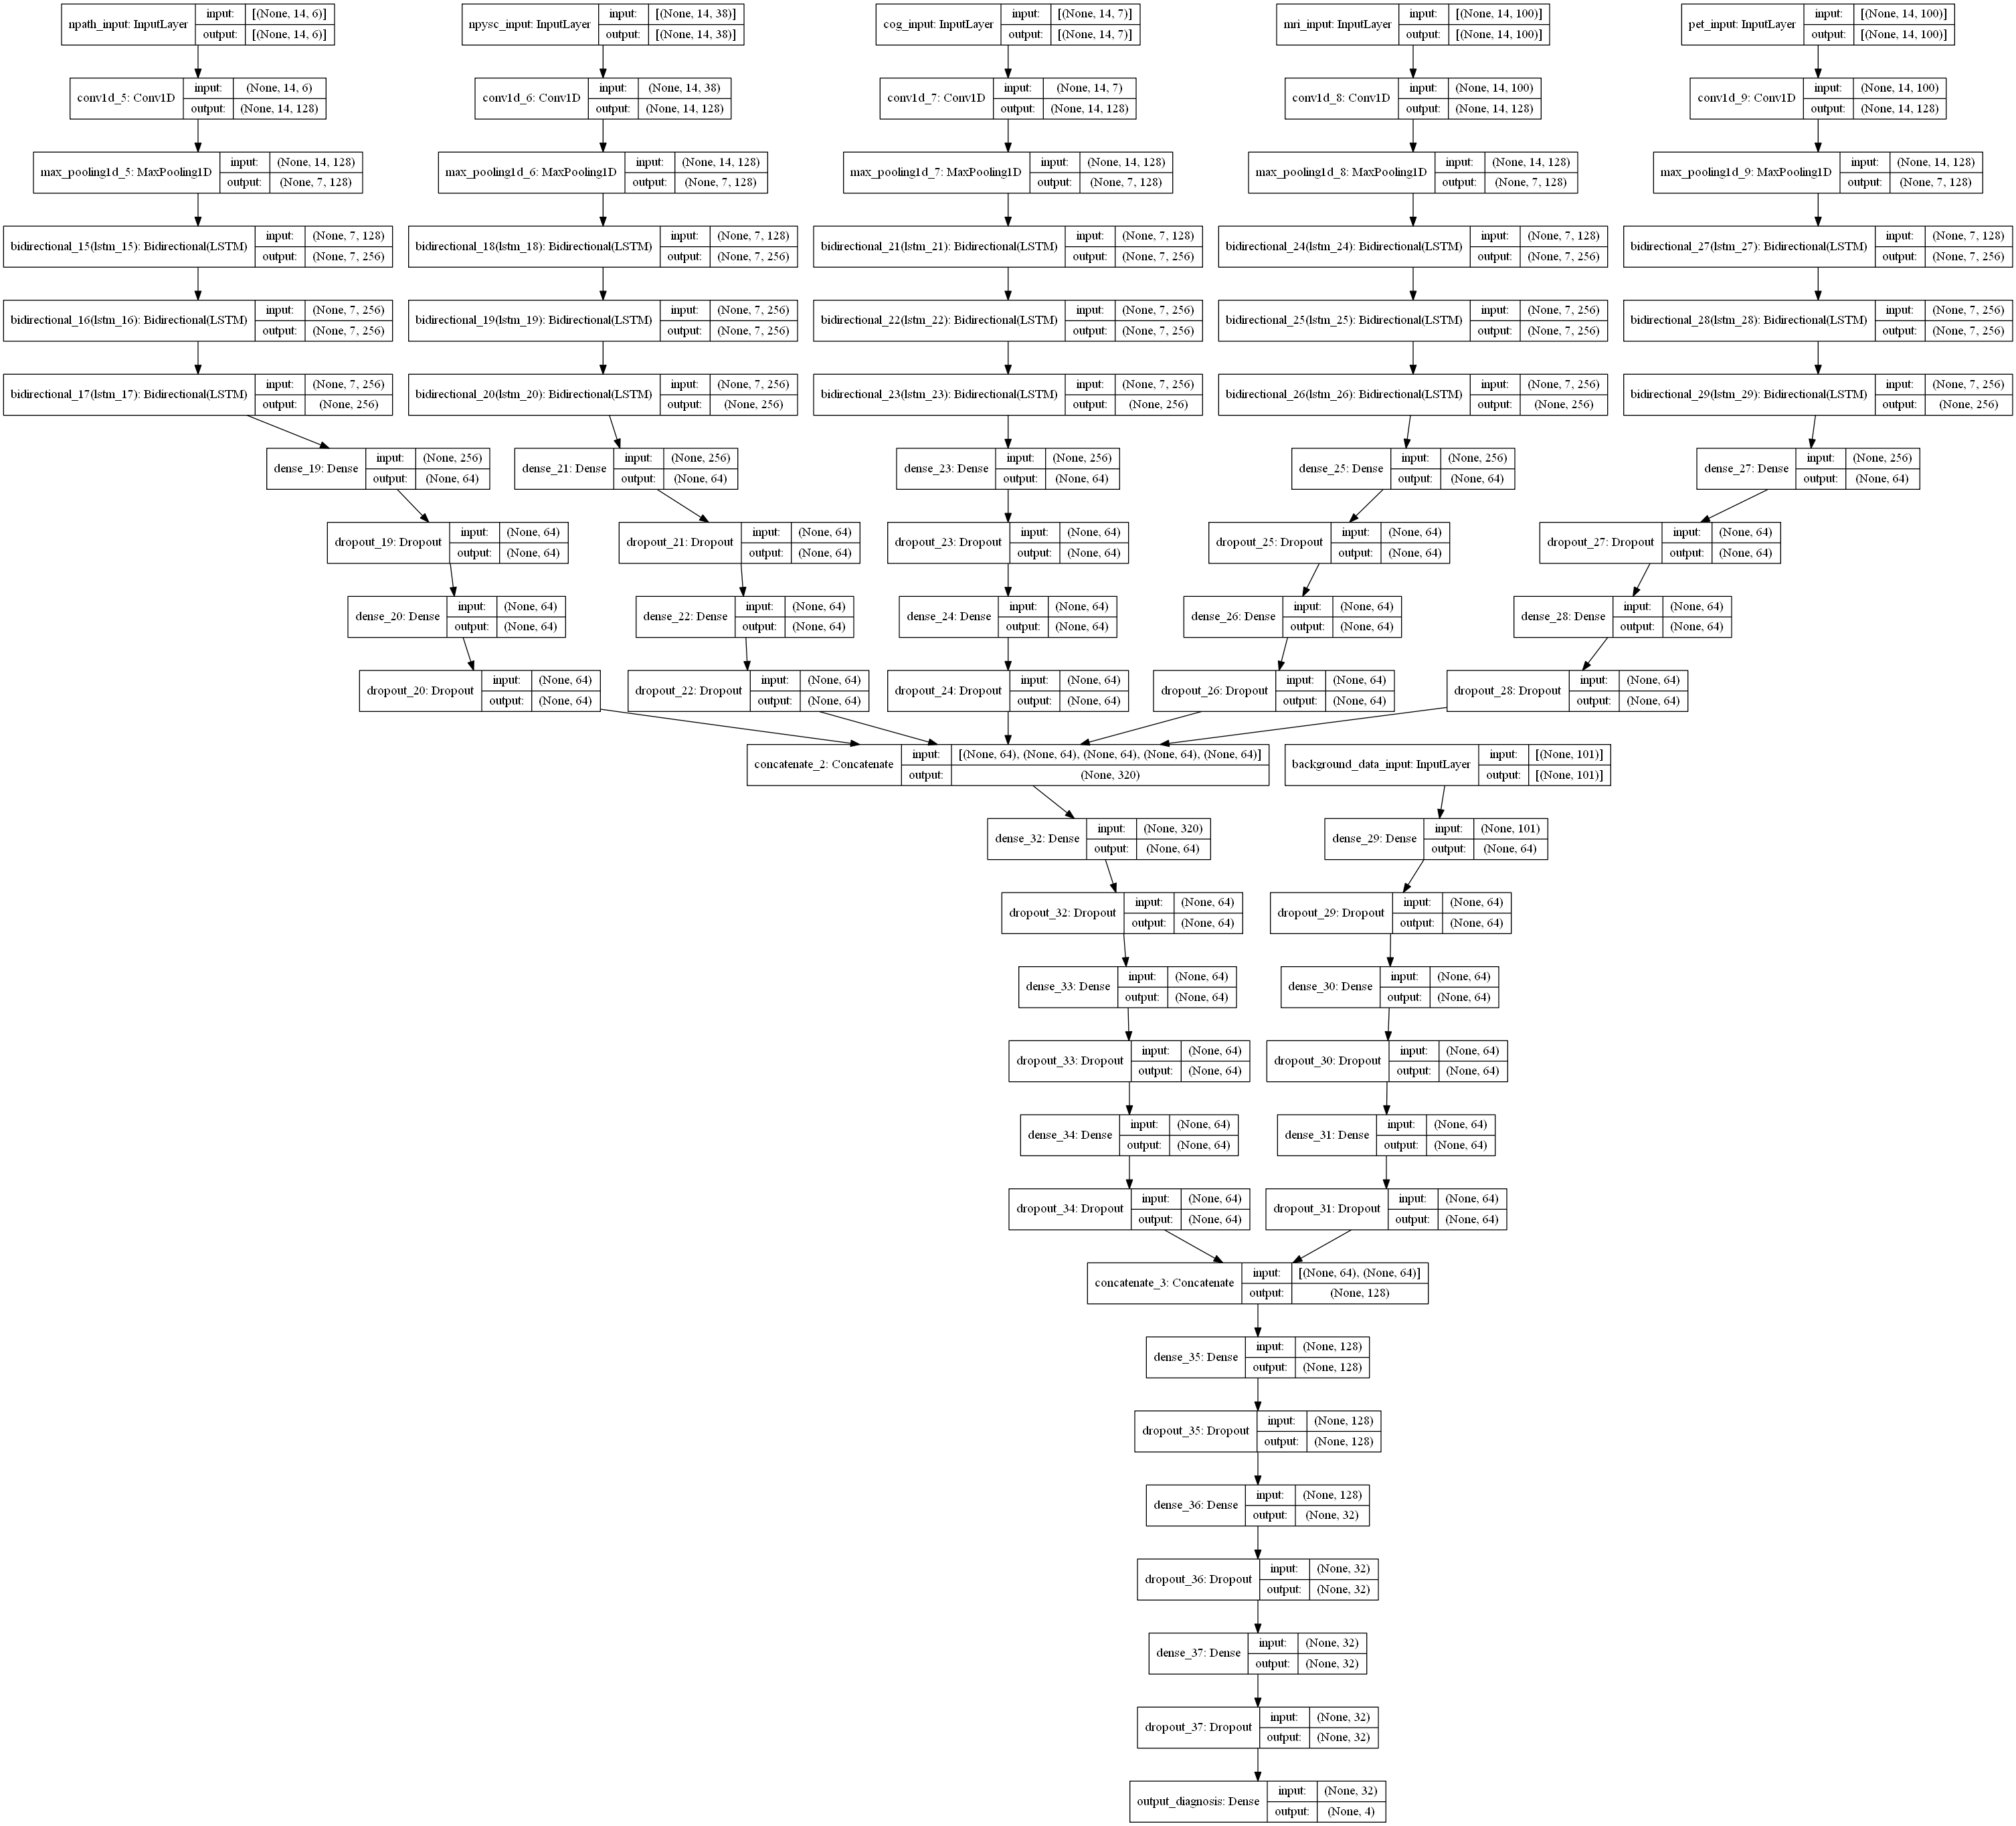 npath_input: InputLayer input: [(None, 14, 6)] output: [(None, 14, 6)]
npysc_input: InputLayer input: [(None, 14, 38)] output: [(None, 14, 38)]
cog_input: InputLayer input: [(None, 14, 7)] output: [(None, 14, 7)]
mri_input: InputLayer input: [(None, 14, 100)] output: [(None, 14, 100)]
pet_input: InputLayer input: [(None, 14, 100)] output: [(None, 14, 100)]
conv1d_5: Conv1D input: (None, 14, 6) output: (None, 14, 128)
conv1d_6: Conv1D input: (None, 14, 38) output: (None, 14, 128)
conv1d_7: Conv1D input: (None, 14, 7) output: (None, 14, 128)
conv1d_8: Conv1D input: (None, 14, 100) output: (None, 14, 128)
conv1d_9: Conv1D input: (None, 14, 100) output: (None, 14, 128)
max_pooling1d_5: MaxPooling1D input: (None, 14, 128) output: (None, 7, 128)
max_pooling1d_6: MaxPooling1D input: (None, 14, 128) output: (None, 7, 128)
max_pooling1d_7: MaxPooling1D input: (None, 14, 128) output: (None, 7, 128)
max_pooling1d_8: MaxPooling1D input: (None, 14, 128) output: (None, 7, 128)
max_pooling1d_9: MaxPooling1D input: (None, 14, 128) output: (None, 7, 128)
bidirectional_15(lstm_15): Bidirectional(LSTM) input: (None, 7, 128) output: (None, 7, 256)
bidirectional_18(lstm_18): Bidirectional(LSTM) input: (None, 7, 128) output: (None, 7, 256)
bidirectional_21(lstm_21): Bidirectional(LSTM) input: (None, 7, 128) output: (None, 7, 256)
bidirectional_24(lstm_24): Bidirectional(LSTM) input: (None, 7, 128) output: (None, 7, 256)
bidirectional_27(lstm_27): Bidirectional(LSTM) input: (None, 7, 128) output: (None, 7, 256)
bidirectional_16(lstm_16): Bidirectional(LSTM) input: (None, 7, 256) output: (None, 7, 256)
bidirectional_19(lstm_19): Bidirectional(LSTM) input: (None, 7, 256) output: (None, 7, 256)
bidirectional_22(lstm_22): Bidirectional(LSTM) input: (None, 7, 256) output: (None, 7, 256)
bidirectional_25(lstm_25): Bidirectional(LSTM) input: (None, 7, 256) output: (None, 7, 256)
bidirectional_28(lstm_28): Bidirectional(LSTM) input: (None, 7, 256) output: (None, 7, 256)
bidirectional_17(lstm_17): Bidirectional(LSTM) input: (None, 7, 256) output: (None, 256)
bidirectional_20(lstm_20): Bidirectional(LSTM) input: (None, 7, 256) output: (None, 256)
bidirectional_23(lstm_23): Bidirectional(LSTM) input: (None, 7, 256) output: (None, 256)
bidirectional_26(lstm_26): Bidirectional(LSTM) input: (None, 7, 256) output: (None, 256)
bidirectional_29(lstm_29): Bidirectional(LSTM) input: (None, 7, 256) output: (None, 256)
dense_19: Dense input: (None, 256) output: (None, 64)
dense_21: Dense input: (None, 256) output: (None, 64)
dense_23: Dense input: (None, 256) output: (None, 64)
dense_25: Dense input: (None, 256) output: (None, 64)
dense_27: Dense input: (None, 256) output: (None, 64)
dropout_19: Dropout input: (None, 64) output: (None, 64)
dropout_21: Dropout input: (None, 64) output: (None, 64)
dropout_23: Dropout input: (None, 64) output: (None, 64)
dropout_25: Dropout input: (None, 64) output: (None, 64)
dropout_27: Dropout input: (None, 64) output: (None, 64)
dense_20: Dense input: (None, 64) output: (None, 64)
dense_22: Dense input: (None, 64) output: (None, 64)
dense_24: Dense input: (None, 64) output: (None, 64)
dense_26: Dense input: (None, 64) output: (None, 64)
dense_28: Dense input: (None, 64) output: (None, 64)
dropout_20: Dropout input: (None, 64) output: (None, 64)
dropout_22: Dropout input: (None, 64) output: (None, 64)
dropout_24: Dropout input: (None, 64) output: (None, 64)
dropout_26: Dropout input: (None, 64) output: (None, 64)
dropout_28: Dropout input: (None, 64) output: (None, 64)
concatenate_2: Concatenate input: [(None, 64), (None, 64), (None, 64), (None, 64), (None, 64)] output: (None, 320)
background_data_input: InputLayer input: [(None, 101)] output: [(None, 101)]
dense_32: Dense input: (None, 320) output: (None, 64)
dense_29: Dense input: (None, 101) output: (None, 64)
dropout_32: Dropout input: (None, 64) output: (None, 64)
dropout_29: Dropout input: (None, 64) output: (None, 64)
dense_33: Dense input: (None, 64) output: (None, 64)
dense_30: Dense input: (None, 64) output: (None, 64)
dropout_33: Dropout input: (None, 64) output: (None, 64)
dropout_30: Dropout input: (None, 64) output: (None, 64)
dense_34: Dense input: (None, 64) output: (None, 64)
dense_31: Dense input: (None, 64) output: (None, 64)
dropout_34: Dropout input: (None, 64) output: (None, 64)
dropout_31: Dropout input: (None, 64) output: (None, 64)
concatenate_3: Concatenate input: [(None, 64), (None, 64)] output: (None, 128)
dense_35: Dense input: (None, 128) output: (None, 128)
dropout_35: Dropout input: (None, 128) output: (None, 128)
dense_36: Dense input: (None, 128) output: (None, 32)
dropout_36: Dropout input: (None, 32) output: (None, 32)
dense_37: Dense input: (None, 32) output: (None, 32)
dropout_37: Dropout input: (None, 32) output: (None, 32)
output_diagnosis: Dense input: (None, 32) output: (None, 4)